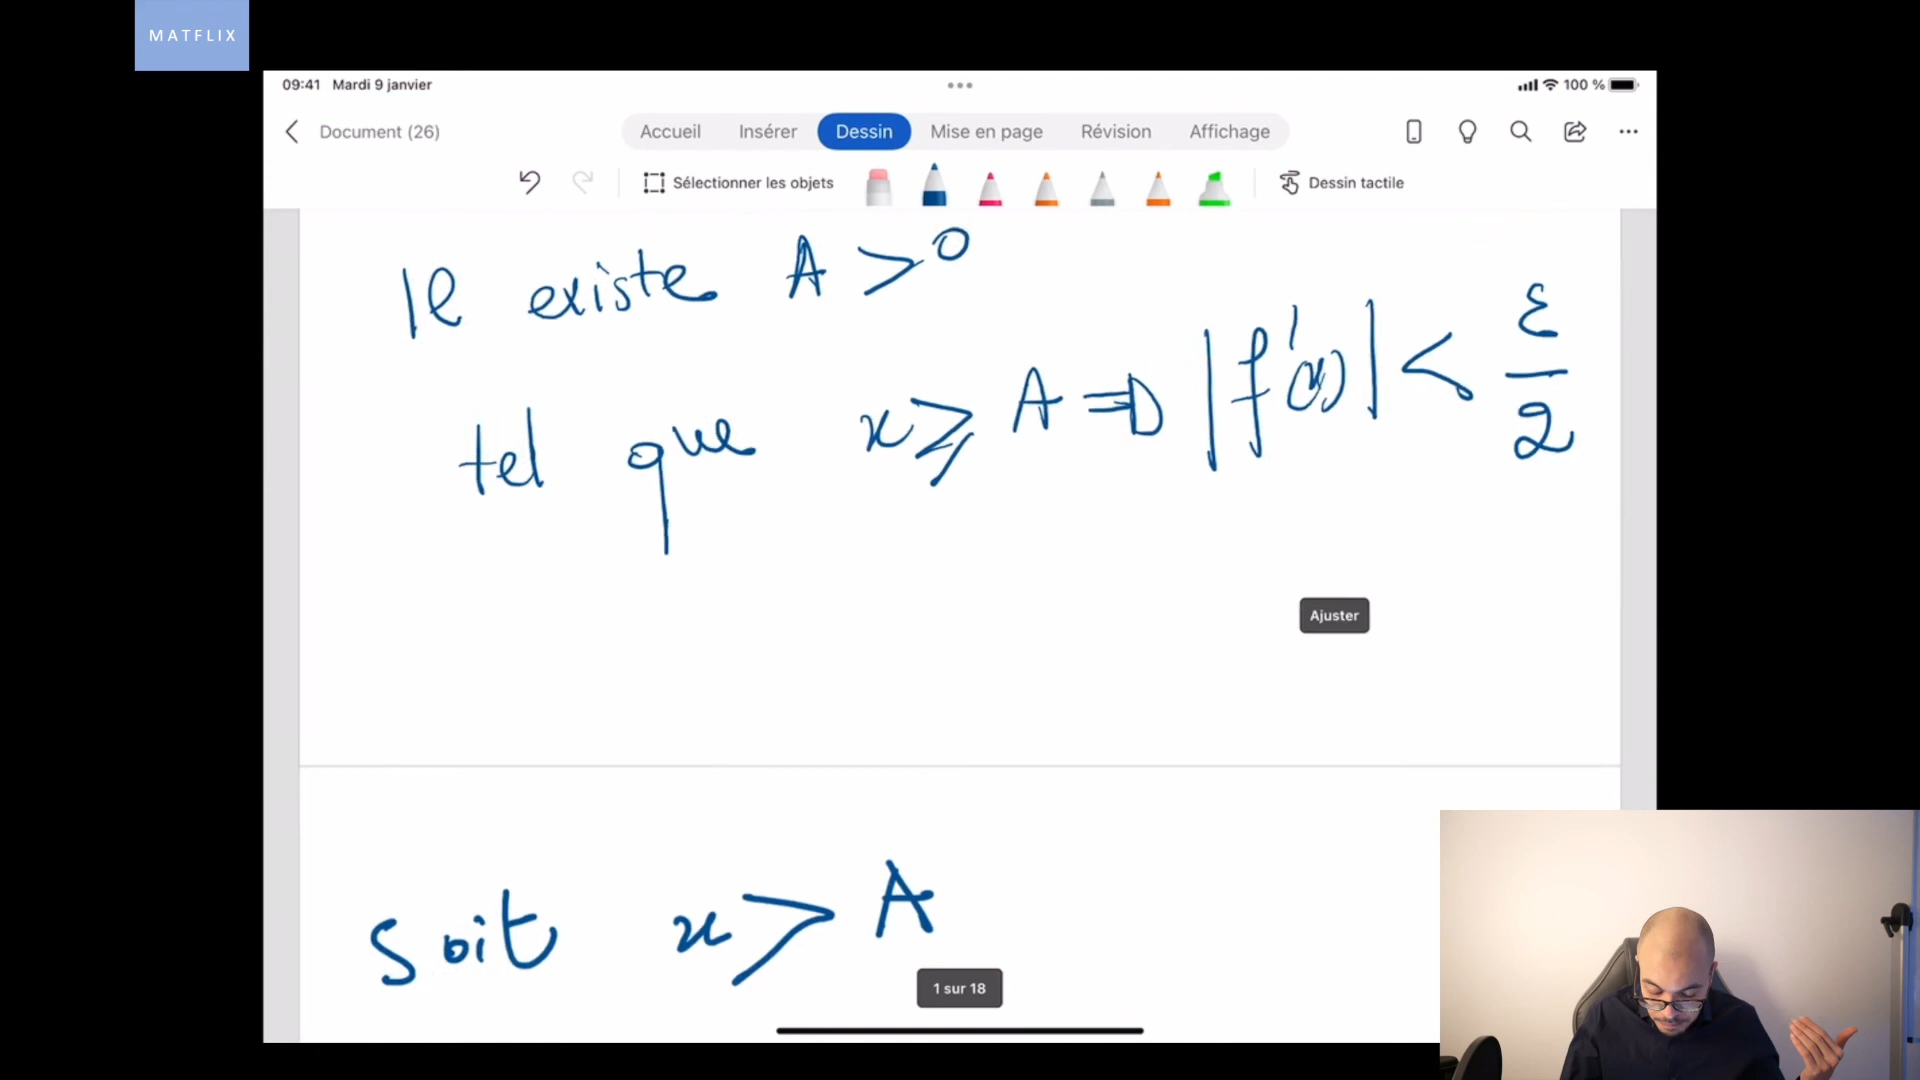 MATFLIX
09:41 Mardi 9 janvier
100 %
Document (26)
Accueil Insérer Dessin Mise en page Révision Affichage
Sélectionner les objets
Dessin tactile
Il existe A > 0
tel que x ⩾ A ⇒ |f'(x)| < ε/2
Ajuster
Soit x > A
1 sur 18